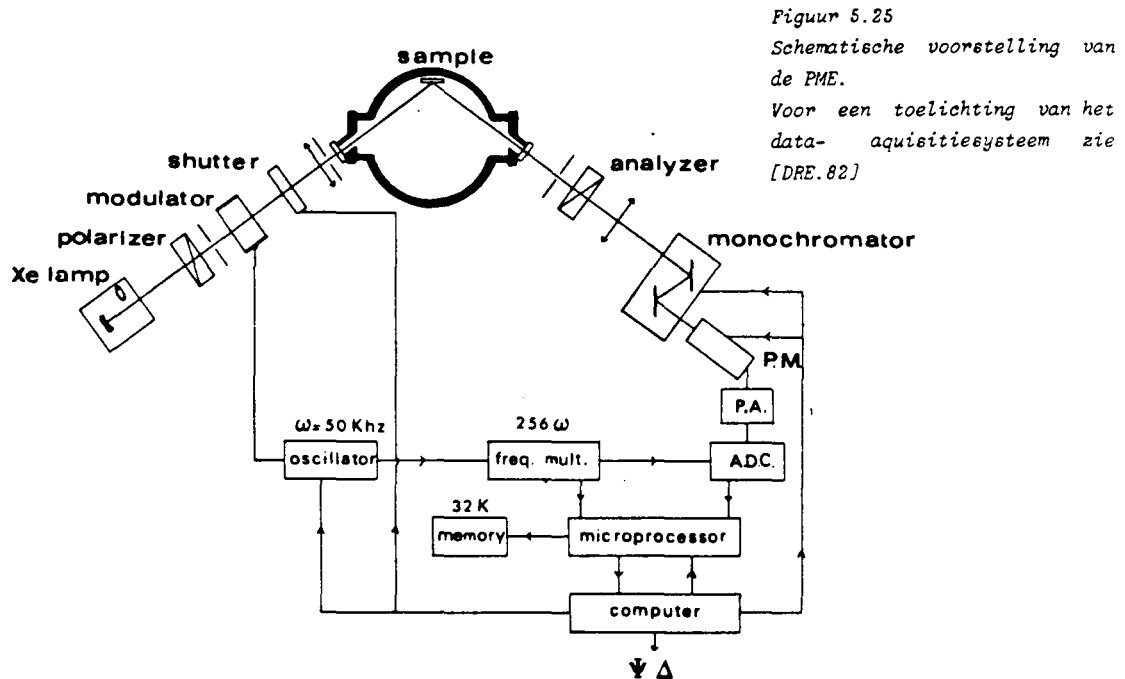 Figuur 5.25
Schematische voorstelling van
de PME.
Voor een toelichting van het
data- aquisitiesysteem zie
[DRE.82]
sample
shutter
modulator
polarizer
Xe lamp
analyzer
monochromator
P.M.
P.A.
ω= 50 Khz
oscillator
256 ω
freq. mult.
A.D.C.
32 K
memory
microprocessor
computer
Ψ Δ